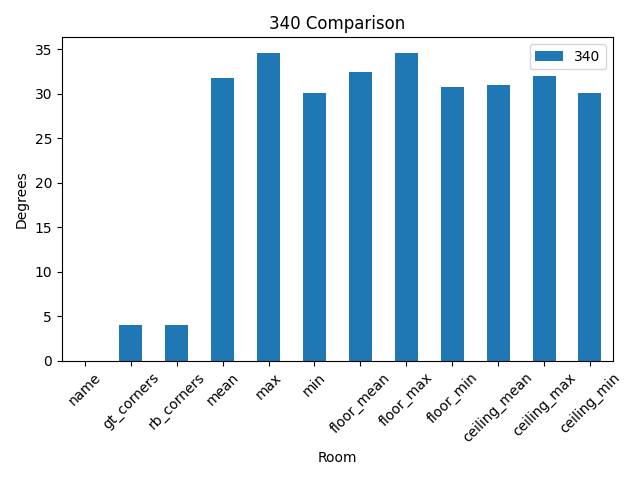 340 Comparison
340
Degrees
35
30
25
20
15
10
5
0
name
gt_corners
rb_corners
mean
max
min
floor_mean
floor_max
floor_min
ceiling_mean
ceiling_max
ceiling_min
Room